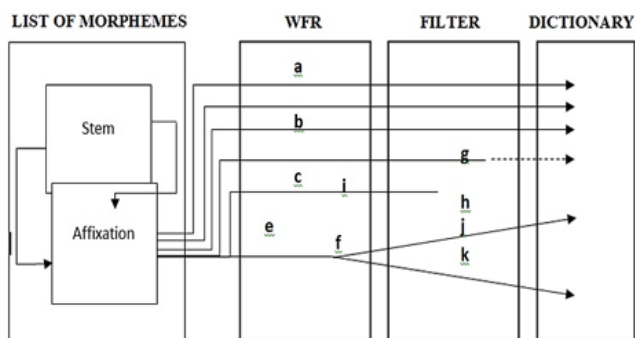 LIST OF MORPHEMES WFR FILTER DICTIONARY
a
Stem
b
g
c i
h
Affixation
e f j
k